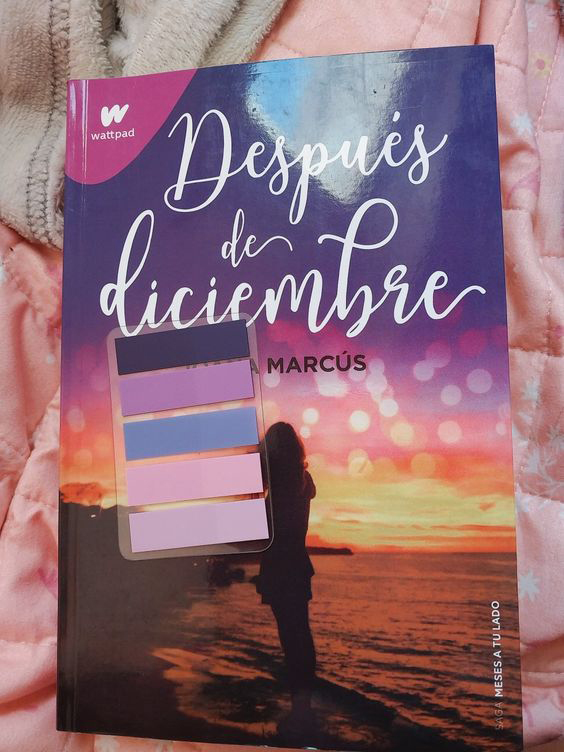 wattpad
Después
de
diciembre
MARCÚS
SAGA MESES A TU LADO